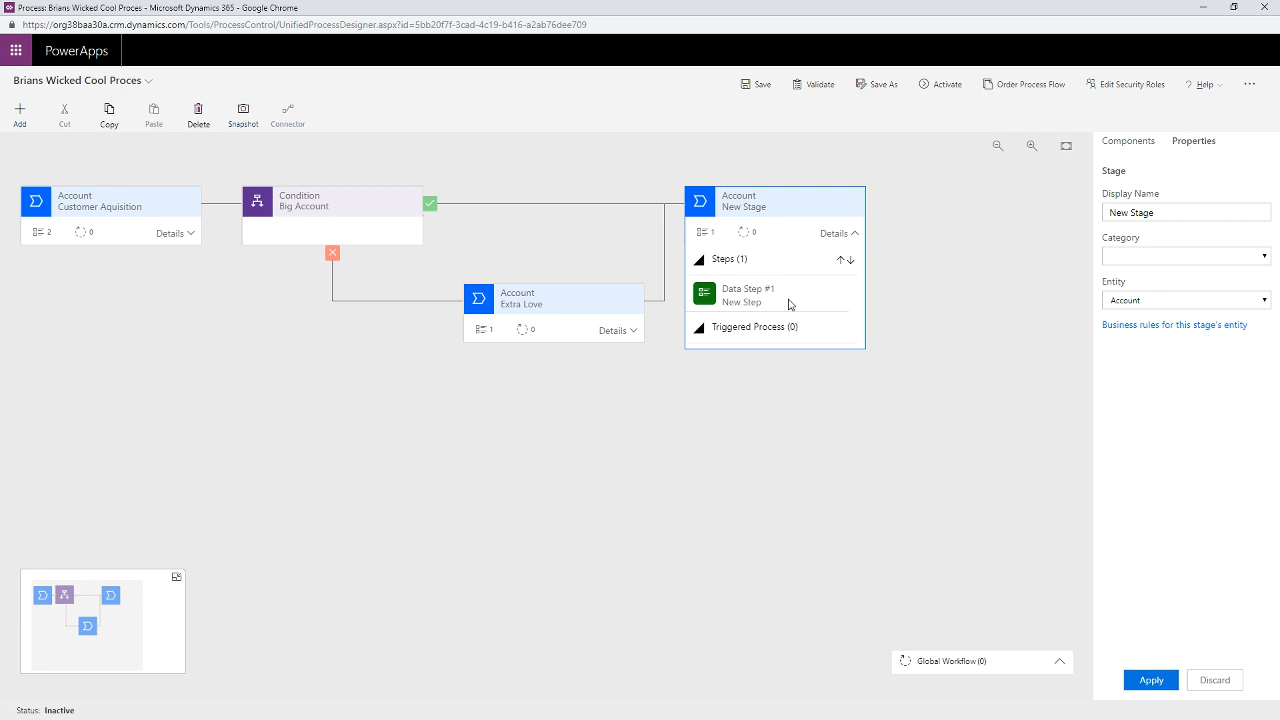 Process: Brians Wicked Cool Proces - Microsoft Dynamics 365 - Google Chrome
https://org38baa30a.crm.dynamics.com/Tools/ProcessControl/UnifiedProcessDesigner.aspx?id=5bb20f7f-3cad-4c19-b416-a2ab76dee709
PowerApps
Brians Wicked Cool Proces
Save
Validate
Save As
Activate
Order Process Flow
Edit Security Roles
? Help
...
Add
Cut
Copy
Paste
Delete
Snapshot
Connector
Components
Properties
Account
Customer Aquisition
2
0
Details
Condition
Big Account
Account
Extra Love
1
0
Details
Account
New Stage
1
0
Details
Steps (1)
Data Step #1
New Step
Triggered Process (0)
Stage
Display Name
New Stage
Category
Entity
Account
Business rules for this stage's entity
Global Workflow (0)
Apply
Discard
Status: Inactive